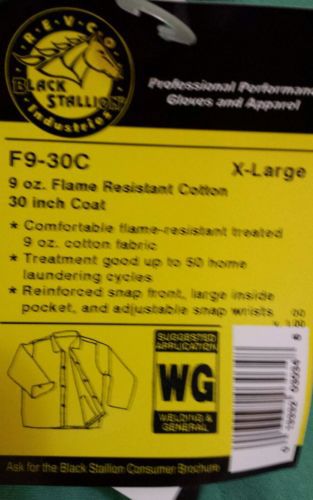 REVCO
BLACK STALLION
Industries
Professional Performance
Gloves and Apparel
F9-30C
X-Large
9 oz. Flame Resistant Cotton
30 inch Coat
* Comfortable flame-resistant treated
9 oz. cotton fabric
* Treatment good up to 50 home
laundering cycles
* Reinforced snap front, large inside
pocket, and adjustable snap wrists
SUGGESTED
APPLICATION
WG
WELDING &
GENERAL
Ask for the Black Stallion Consumer Brochure